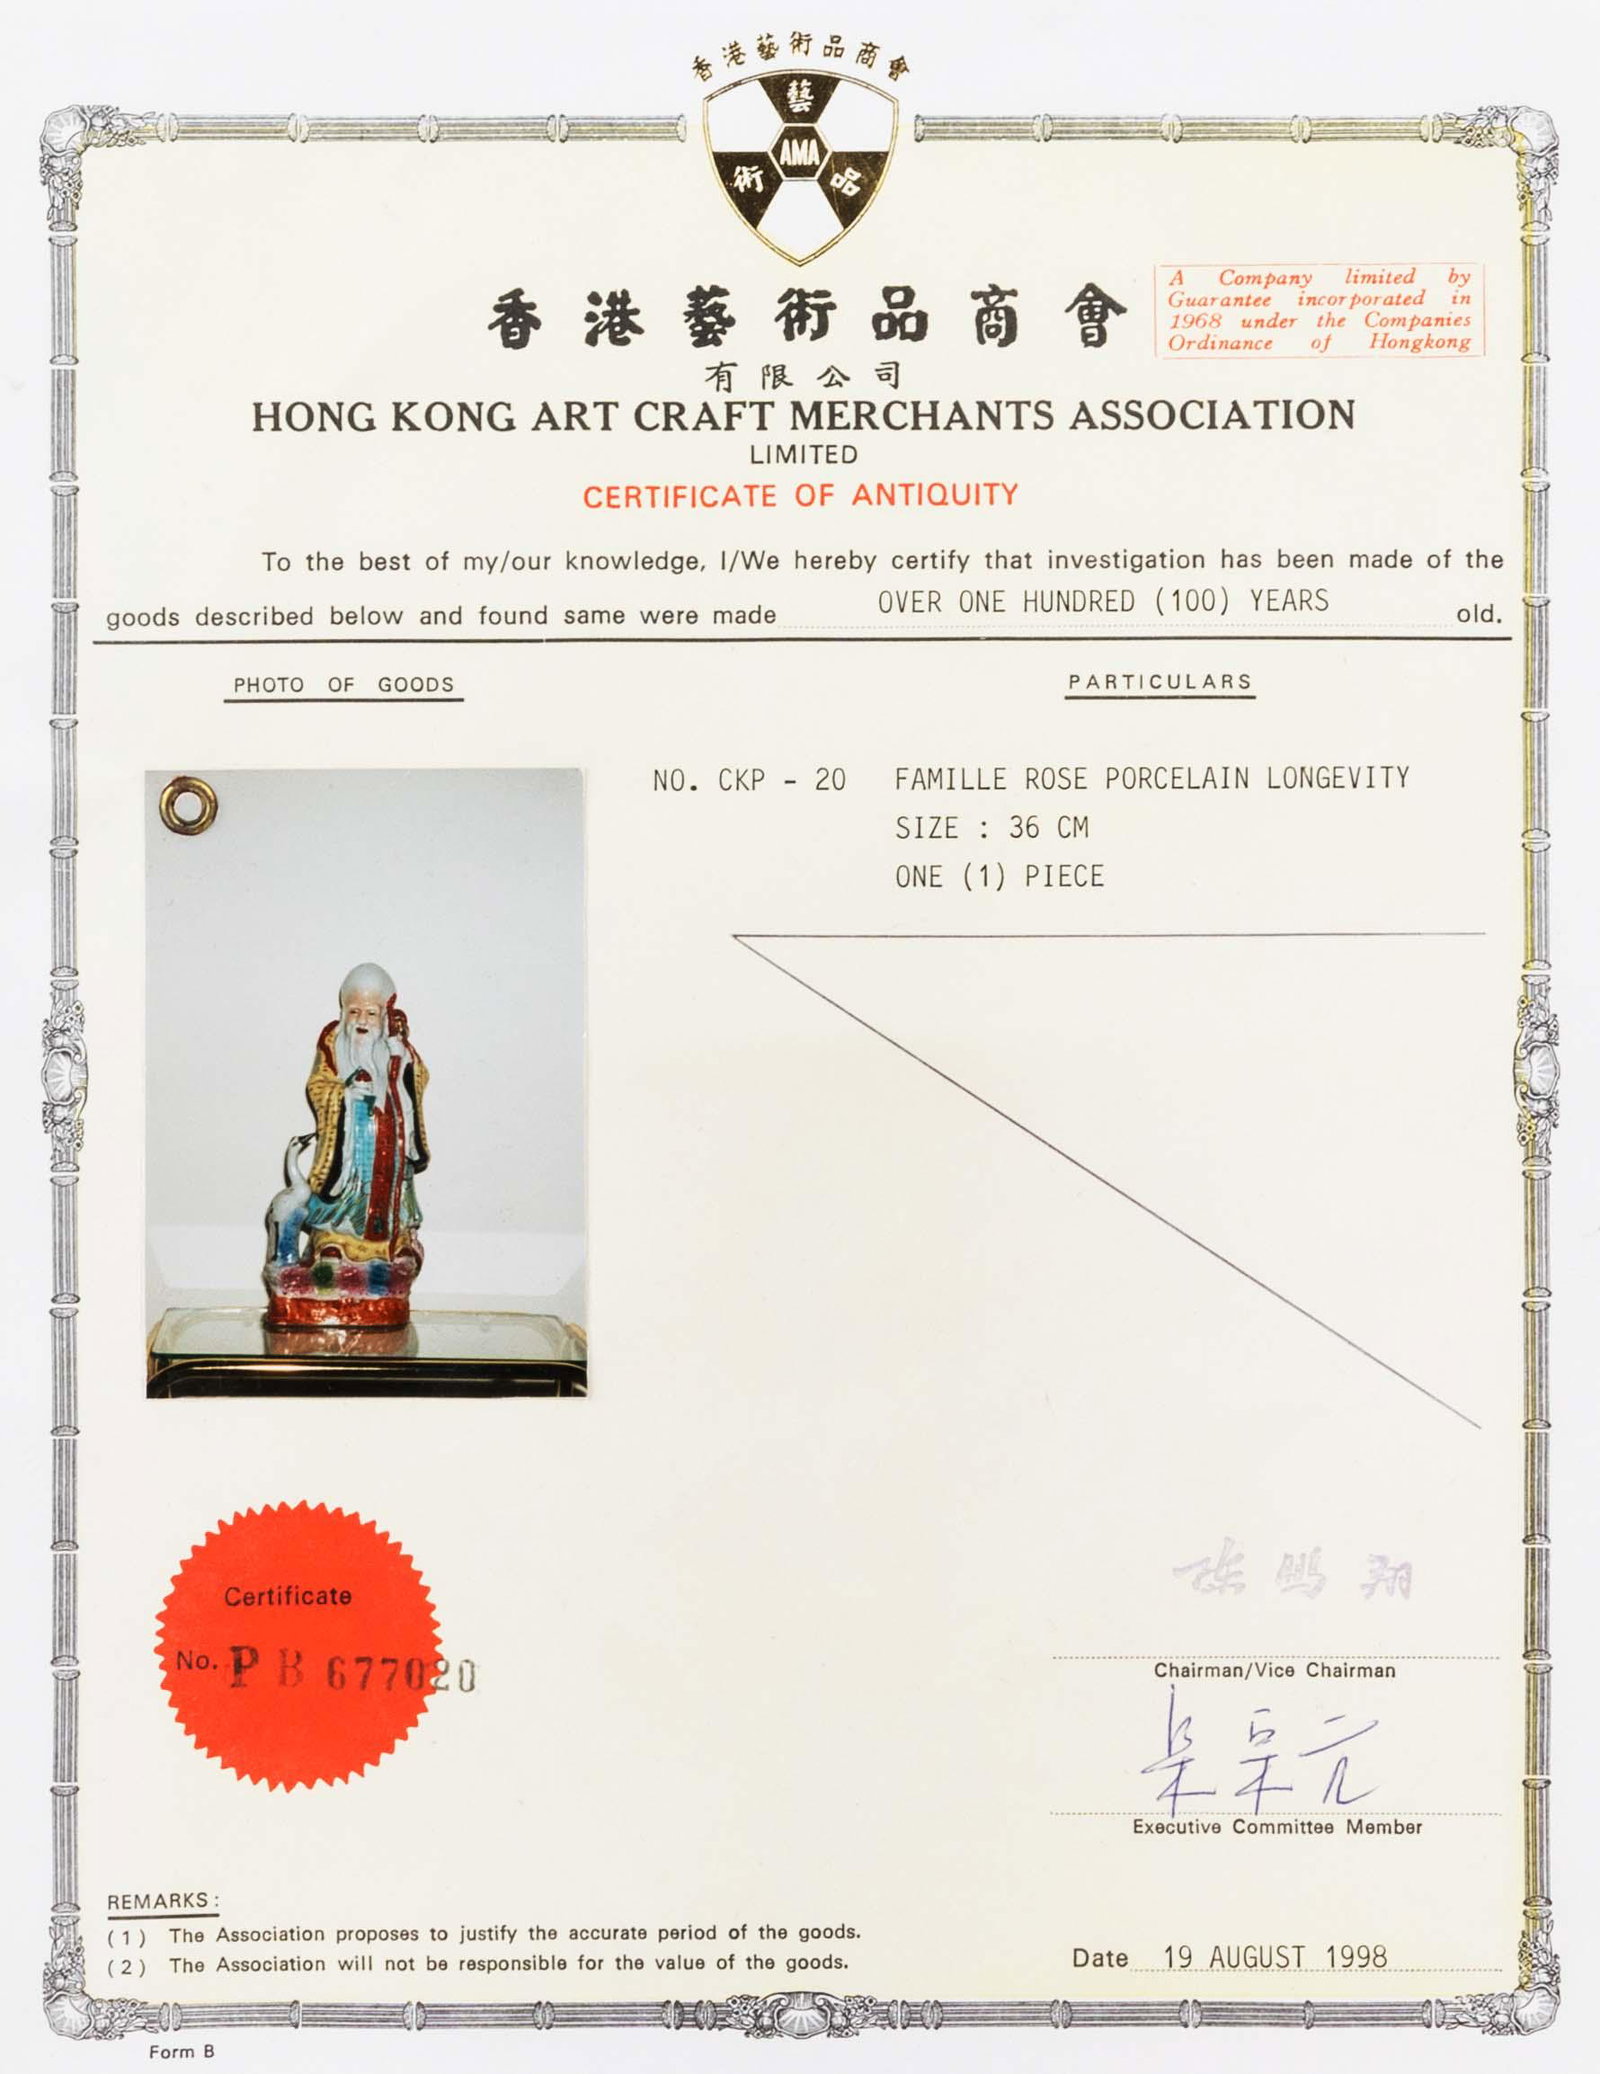 香港藝術品商會
藝
AMA
術 品
香港藝術品商會
有限公司
A Company limited by
Guarantee incorporated in
1968 under the Companies
Ordinance of Hongkong
HONG KONG ART CRAFT MERCHANTS ASSOCIATION
LIMITED
CERTIFICATE OF ANTIQUITY
To the best of my/our knowledge, I/We hereby certify that investigation has been made of the
goods described below and found same were made OVER ONE HUNDRED (100) YEARS old.
PHOTO OF GOODS
PARTICULARS
NO. CKP - 20 FAMILLE ROSE PORCELAIN LONGEVITY
SIZE : 36 CM
ONE (1) PIECE
Certificate
No. PB 677020
陈鹏翔
Chairman/Vice Chairman
Executive Committee Member
REMARKS:
(1) The Association proposes to justify the accurate period of the goods.
(2) The Association will not be responsible for the value of the goods.
Date 19 AUGUST 1998
Form B